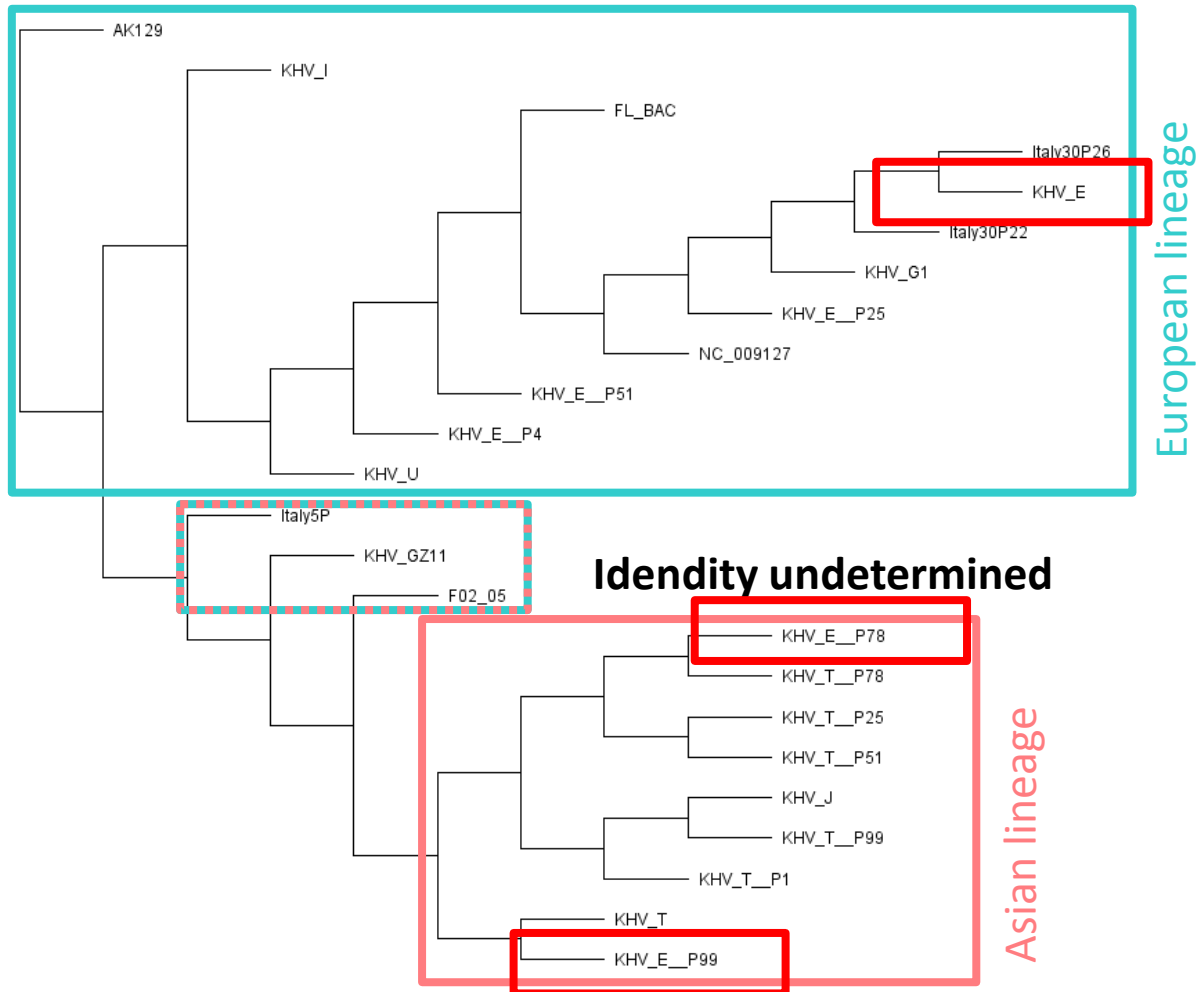 AK129
KHV_I
FL_BAC
Italy30P26
KHV_E
Italy30P22
KHV_G1
KHV_E__P25
NC_009127
KHV_E__P51
KHV_E__P4
KHV_U
European lineage
Italy5P
KHV_GZ11
Idendity undetermined
F02_05
KHV_E__P78
KHV_T__P78
KHV_T__P25
KHV_T__P51
KHV_J
KHV_T__P99
KHV_T__P1
KHV_T
KHV_E__P99
Asian lineage